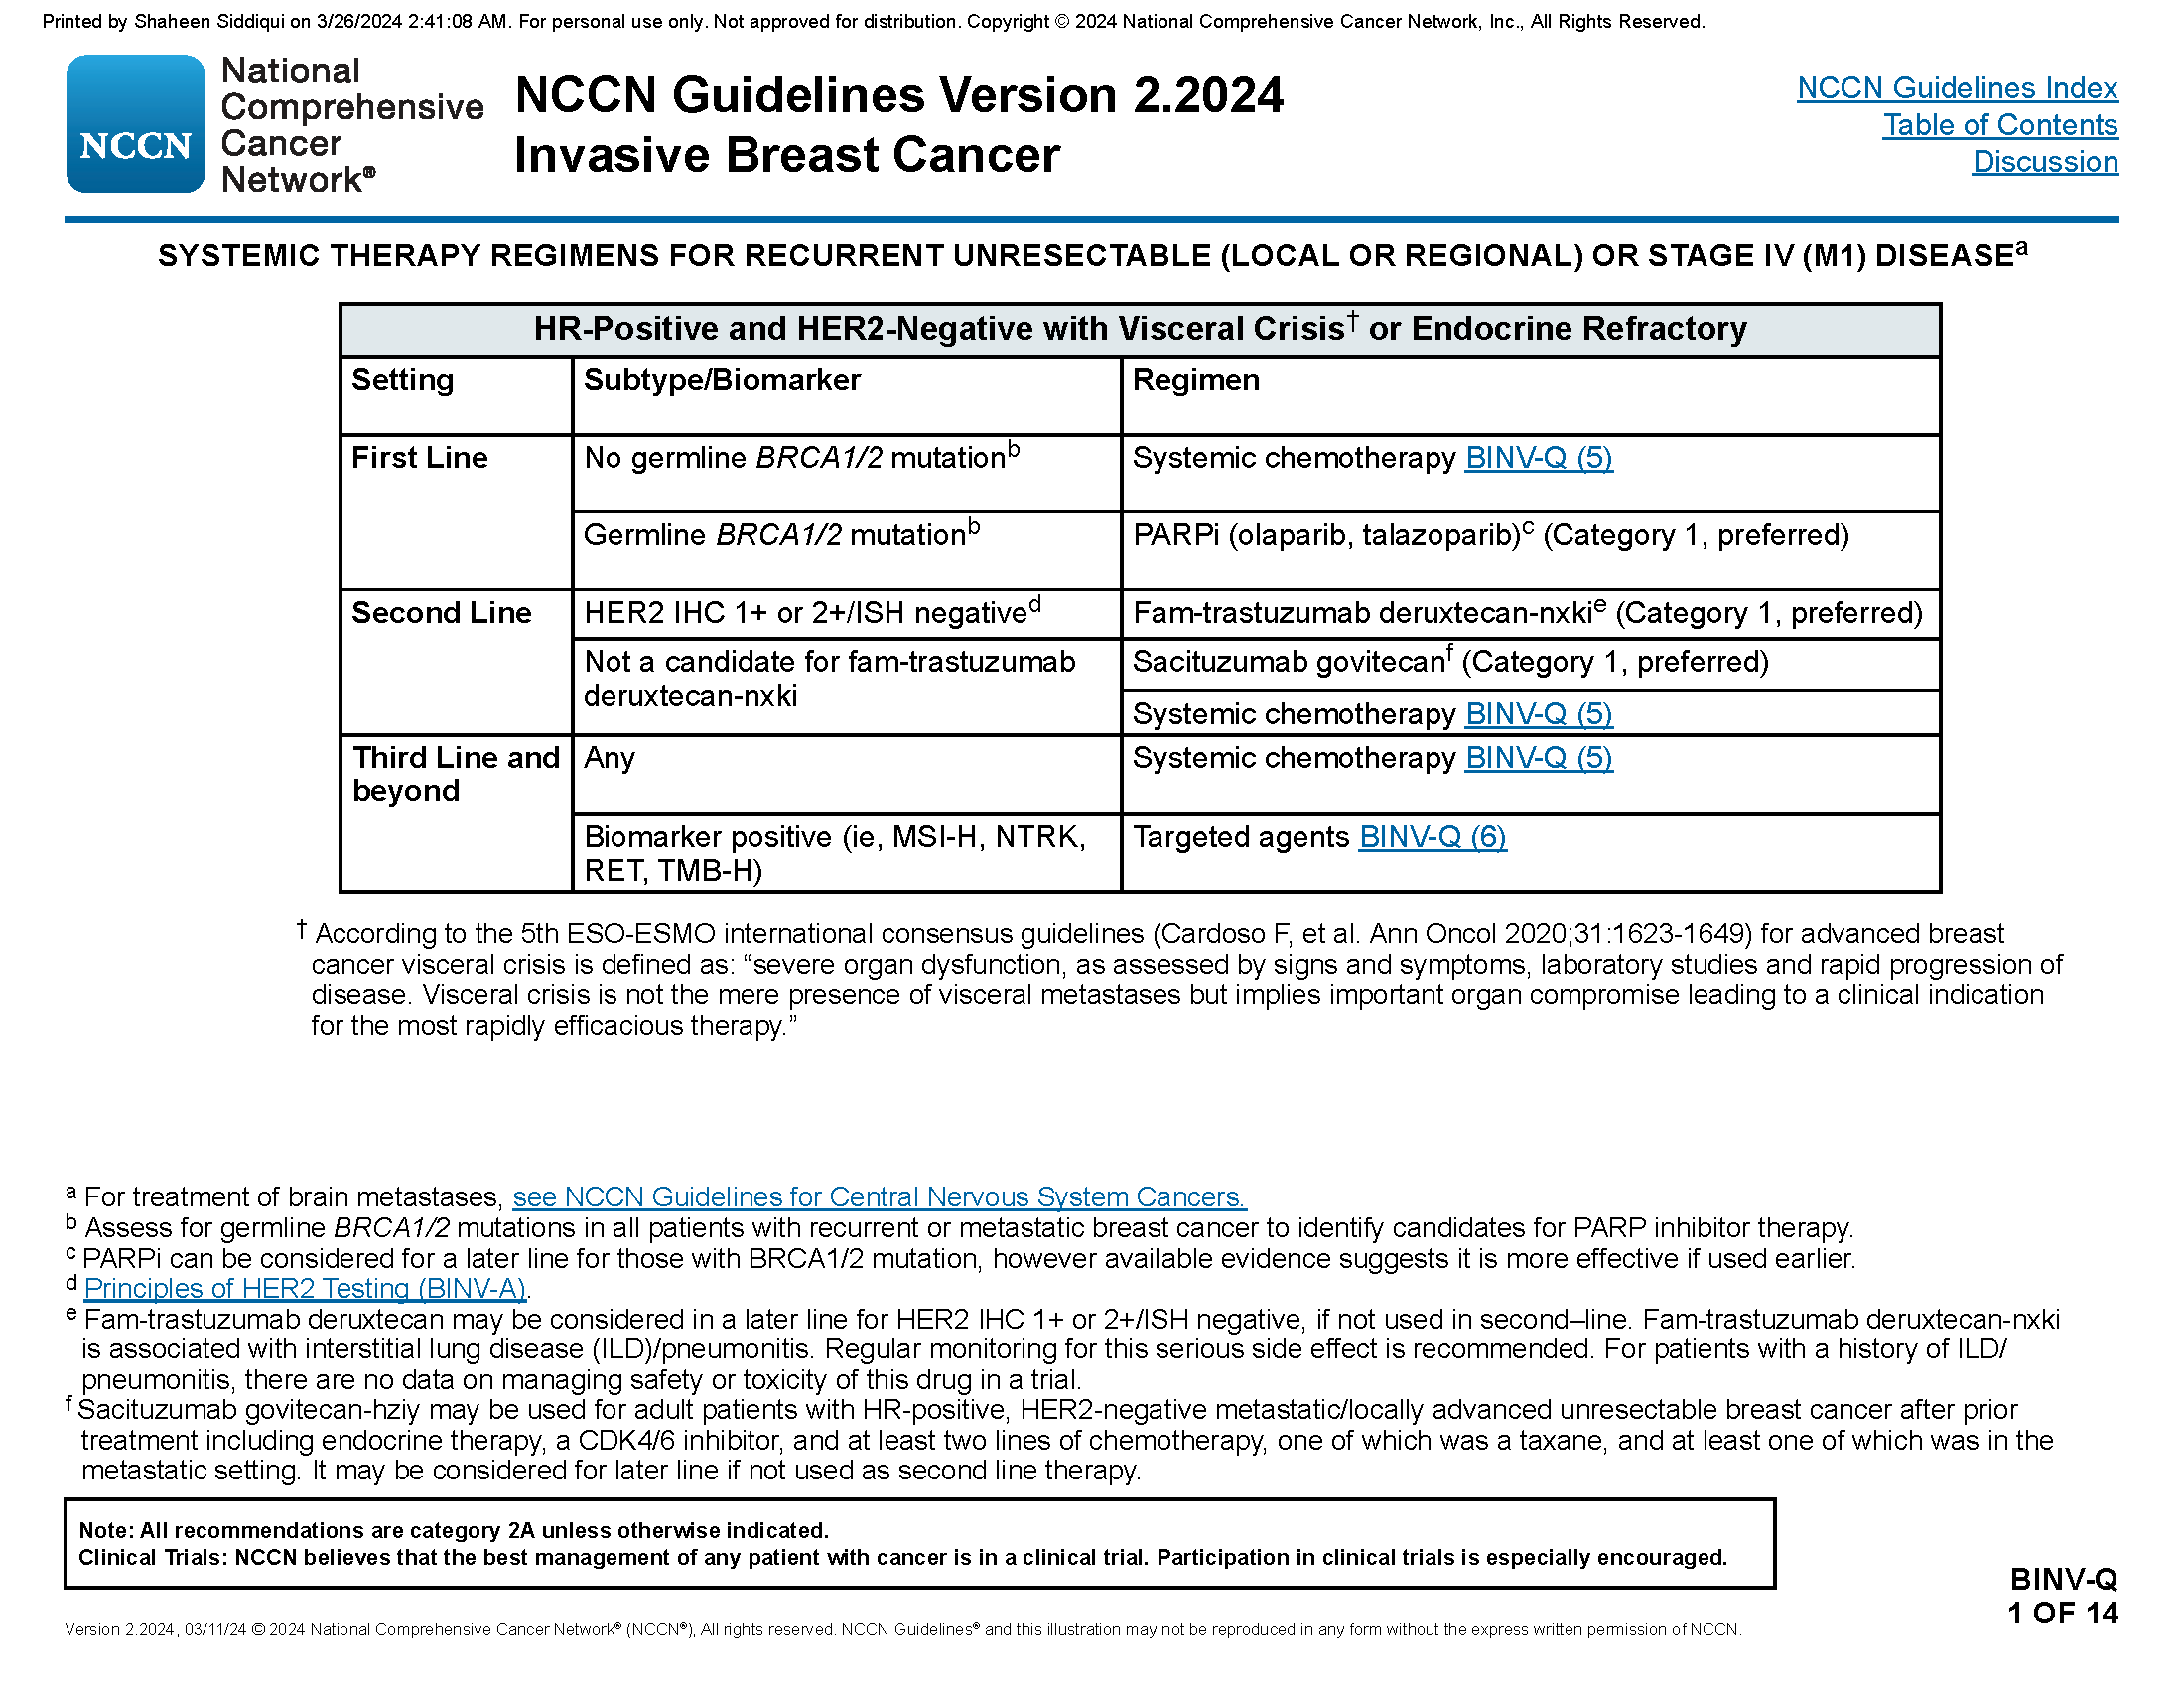 Printed by Shaheen Siddiqui on 3/26/2024 2:41:08 AM. For personal use only. Not approved for distribution. Copyright © 2024 National Comprehensive Cancer Network, Inc., All Rights Reserved.
NCCN
National
Comprehensive
Cancer
Network®
NCCN Guidelines Version 2.2024
Invasive Breast Cancer
NCCN Guidelines Index
Table of Contents
Discussion
SYSTEMIC THERAPY REGIMENS FOR RECURRENT UNRESECTABLE (LOCAL OR REGIONAL) OR STAGE IV (M1) DISEASEa
HR-Positive and HER2-Negative with Visceral Crisis† or Endocrine Refractory
Setting
Subtype/Biomarker
Regimen
First Line
No germline BRCA1/2 mutationb
Systemic chemotherapy BINV-Q (5)
Germline BRCA1/2 mutationb
PARPi (olaparib, talazoparib)c (Category 1, preferred)
Second Line
HER2 IHC 1+ or 2+/ISH negatived
Fam-trastuzumab deruxtecan-nxkie (Category 1, preferred)
Not a candidate for fam-trastuzumab
deruxtecan-nxki
Sacituzumab govitecanf (Category 1, preferred)
Systemic chemotherapy BINV-Q (5)
Third Line and
beyond
Any
Systemic chemotherapy BINV-Q (5)
Biomarker positive (ie, MSI-H, NTRK,
RET, TMB-H)
Targeted agents BINV-Q (6)
† According to the 5th ESO-ESMO international consensus guidelines (Cardoso F, et al. Ann Oncol 2020;31:1623-1649) for advanced breast
cancer visceral crisis is defined as: “severe organ dysfunction, as assessed by signs and symptoms, laboratory studies and rapid progression of
disease. Visceral crisis is not the mere presence of visceral metastases but implies important organ compromise leading to a clinical indication
for the most rapidly efficacious therapy.”
a For treatment of brain metastases, see NCCN Guidelines for Central Nervous System Cancers.
b Assess for germline BRCA1/2 mutations in all patients with recurrent or metastatic breast cancer to identify candidates for PARP inhibitor therapy.
c PARPi can be considered for a later line for those with BRCA1/2 mutation, however available evidence suggests it is more effective if used earlier.
d Principles of HER2 Testing (BINV-A).
e Fam-trastuzumab deruxtecan may be considered in a later line for HER2 IHC 1+ or 2+/ISH negative, if not used in second–line. Fam-trastuzumab deruxtecan-nxki
is associated with interstitial lung disease (ILD)/pneumonitis. Regular monitoring for this serious side effect is recommended. For patients with a history of ILD/
pneumonitis, there are no data on managing safety or toxicity of this drug in a trial.
f Sacituzumab govitecan-hziy may be used for adult patients with HR-positive, HER2-negative metastatic/locally advanced unresectable breast cancer after prior
treatment including endocrine therapy, a CDK4/6 inhibitor, and at least two lines of chemotherapy, one of which was a taxane, and at least one of which was in the
metastatic setting. It may be considered for later line if not used as second line therapy.
Note: All recommendations are category 2A unless otherwise indicated.
Clinical Trials: NCCN believes that the best management of any patient with cancer is in a clinical trial. Participation in clinical trials is especially encouraged.
BINV-Q
1 OF 14
Version 2.2024, 03/11/24 © 2024 National Comprehensive Cancer Network® (NCCN®), All rights reserved. NCCN Guidelines® and this illustration may not be reproduced in any form without the express written permission of NCCN.